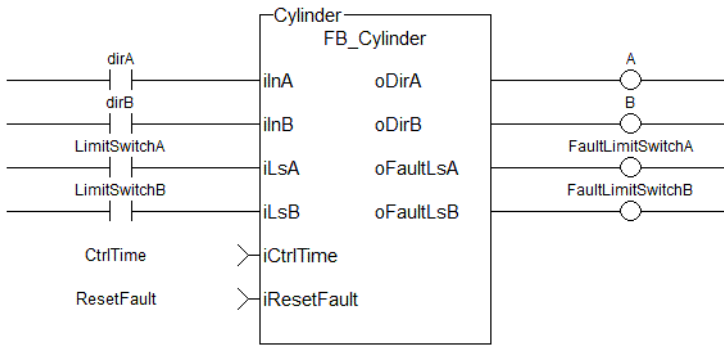 Cylinder
FB_Cylinder
dirA
iInA
oDirA
A
dirB
iInB
oDirB
B
LimitSwitchA
iLsA
oFaultLsA
FaultLimitSwitchA
LimitSwitchB
iLsB
oFaultLsB
FaultLimitSwitchB
CtrlTime
iCtrlTime
ResetFault
iResetFault